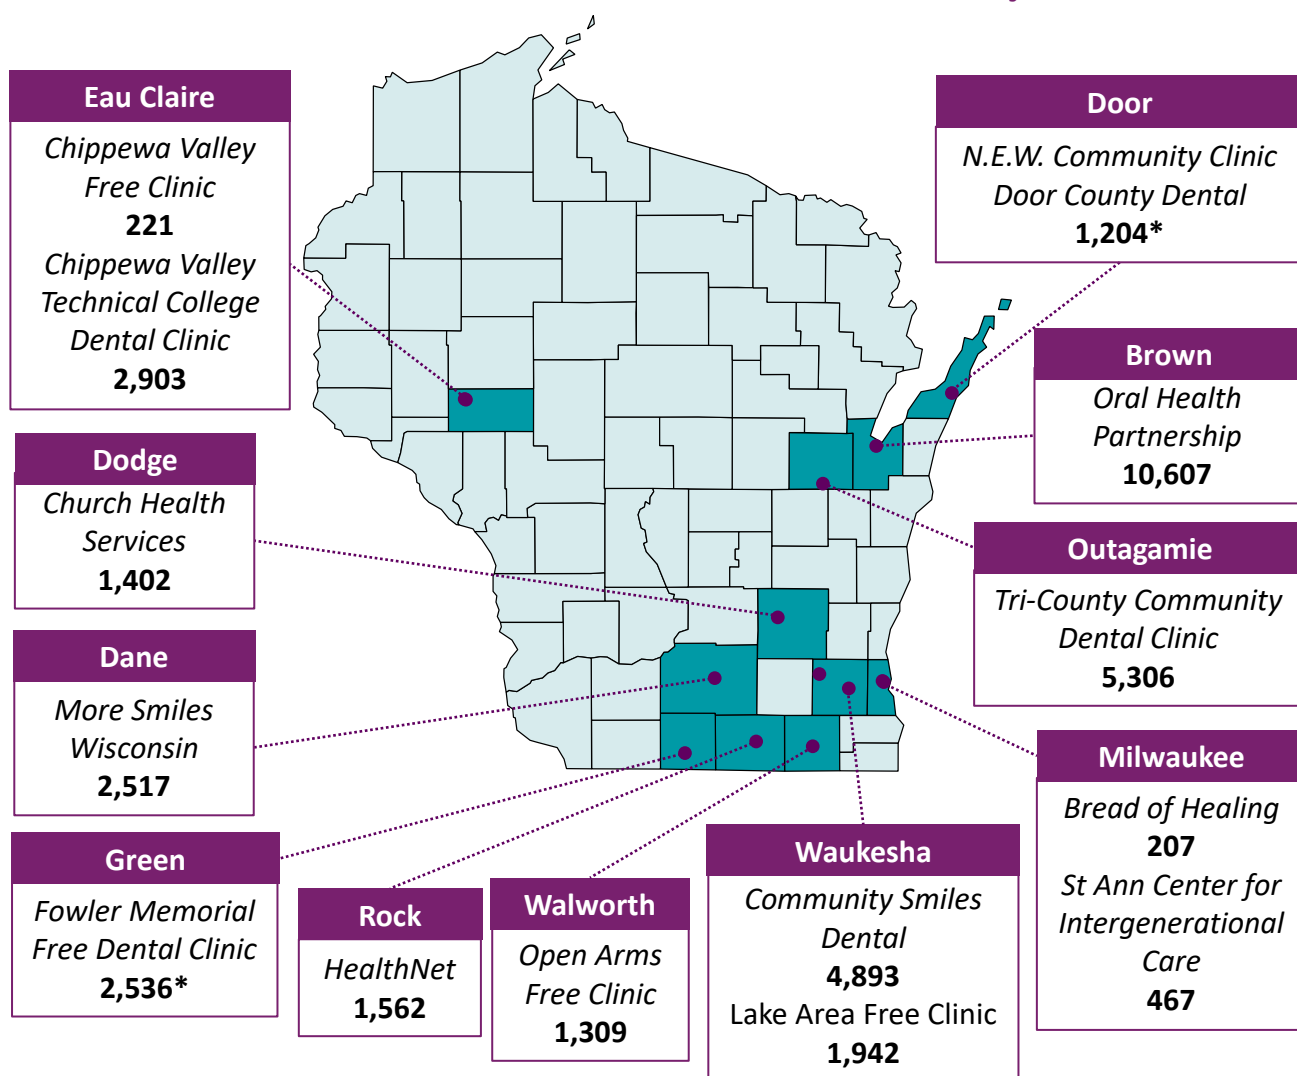 Eau Claire
Chippewa Valley
Free Clinic
221
Chippewa Valley
Technical College
Dental Clinic
2,903
Door
N.E.W. Community Clinic
Door County Dental
1,204*
Brown
Oral Health
Partnership
10,607
Dodge
Church Health
Services
1,402
Outagamie
Tri-County Community
Dental Clinic
5,306
Dane
More Smiles
Wisconsin
2,517
Milwaukee
Bread of Healing
207
St Ann Center for
Intergenerational
Care
467
Green
Fowler Memorial
Free Dental Clinic
2,536*
Rock
HealthNet
1,562
Walworth
Open Arms
Free Clinic
1,309
Waukesha
Community Smiles
Dental
4,893
Lake Area Free Clinic
1,942